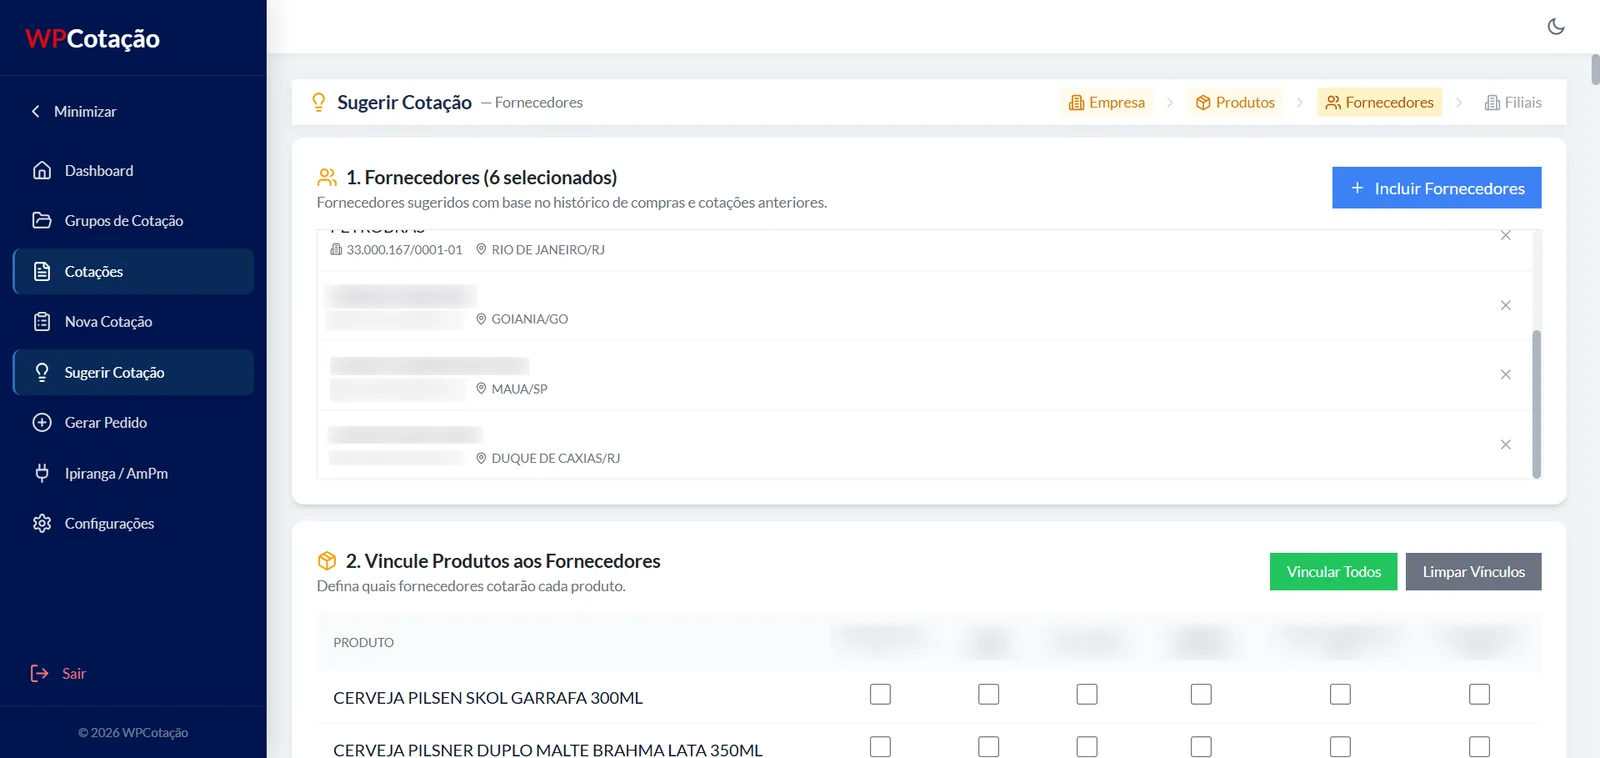 WPCotação
Minimizar
Dashboard
Grupos de Cotação
Cotações
Nova Cotação
Sugerir Cotação
Gerar Pedido
Ipiranga / AmPm
Configurações
Sair
© 2026 WPCotação
Sugerir Cotação — Fornecedores
Empresa > Produtos > Fornecedores > Filiais
1. Fornecedores (6 selecionados)
Fornecedores sugeridos com base no histórico de compras e cotações anteriores.
+ Incluir Fornecedores
PETROBRAS
33.000.167/0001-01 RIO DE JANEIRO/RJ
GOIANIA/GO
MAUA/SP
DUQUE DE CAXIAS/RJ
2. Vincule Produtos aos Fornecedores
Defina quais fornecedores cotarão cada produto.
Vincular Todos
Limpar Vínculos
PRODUTO
CERVEJA PILSEN SKOL GARRAFA 300ML
CERVEJA PILSNER DUPLO MALTE BRAHMA LATA 350ML